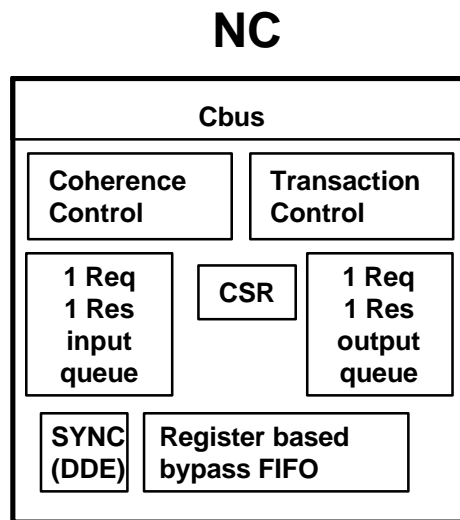 NC
Cbus
Coherence
Control
Transaction
Control
1 Req
1 Res
input
queue
CSR
1 Req
1 Res
output
queue
SYNC
(DDE)
Register based
bypass FIFO